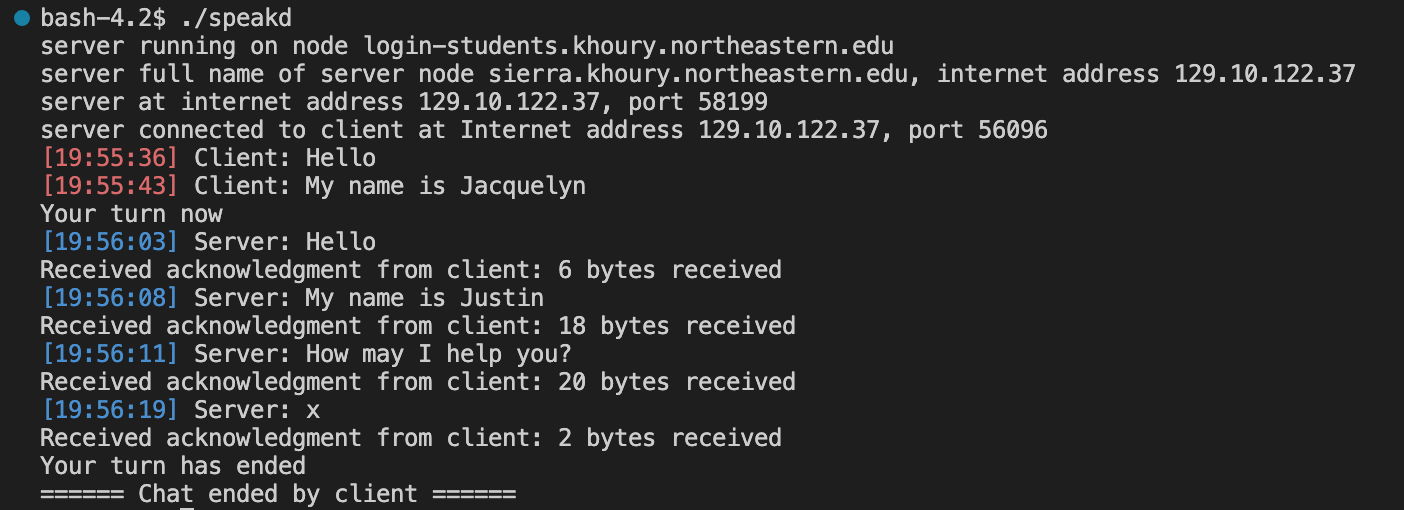 bash-4.2$ ./speakd
server running on node login-students.khoury.northeastern.edu
server full name of server node sierra.khoury.northeastern.edu, internet address 129.10.122.37
server at internet address 129.10.122.37, port 58199
server connected to client at Internet address 129.10.122.37, port 56096
[19:55:36] Client: Hello
[19:55:43] Client: My name is Jacquelyn
Your turn now
[19:56:03] Server: Hello
Received acknowledgment from client: 6 bytes received
[19:56:08] Server: My name is Justin
Received acknowledgment from client: 18 bytes received
[19:56:11] Server: How may I help you?
Received acknowledgment from client: 20 bytes received
[19:56:19] Server: x
Received acknowledgment from client: 2 bytes received
Your turn has ended
====== Chat ended by client ======